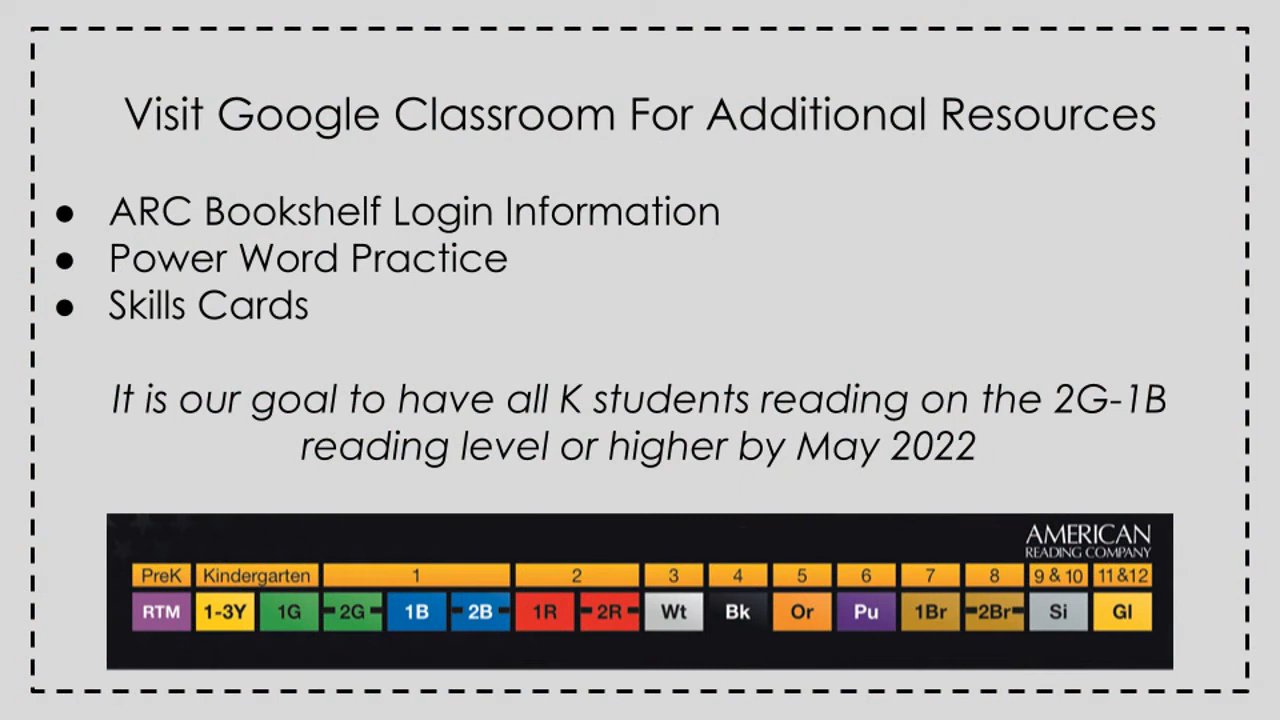 Visit Google Classroom For Additional Resources
● ARC Bookshelf Login Information
● Power Word Practice
● Skills Cards
It is our goal to have all K students reading on the 2G-1B
reading level or higher by May 2022
AMERICAN
READING COMPANY
PreK Kindergarten 1 2 3 4 5 6 7 8 9 & 10 11 &12
RTM 1-3Y 1G 2G 1B 2B 1R 2R Wt Bk Or Pu 1Br 2Br Si Gl